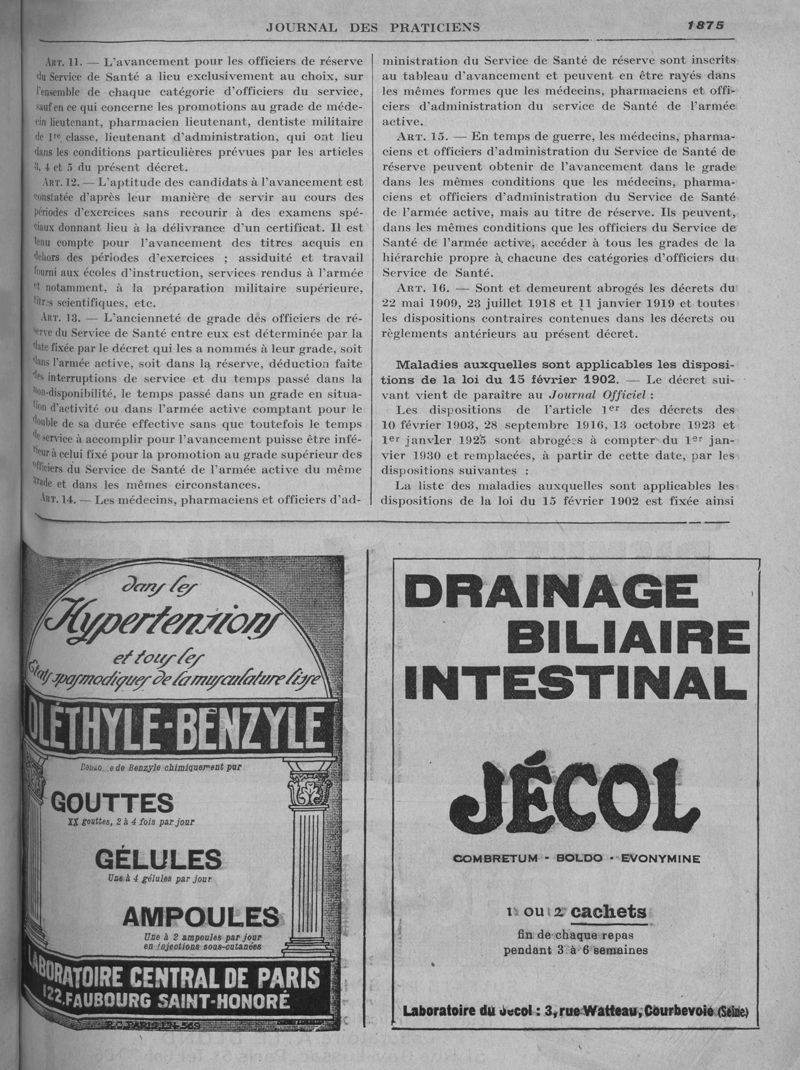 JOURNAL DES PRATICIENS
1875
ART. 11. — L'avancement pour les officiers de réserve
du Service de Santé a lieu exclusivement au choix, sur
l'ensemble de chaque catégorie d'officiers du service,
sauf en ce qui concerne les promotions au grade de méde-
cin lieutenant, pharmacien lieutenant, dentiste militaire
de 1re classe, lieutenant d'administration, qui ont lieu
dans les conditions particulières prévues par les articles
3, 4 et 5 du présent décret.
ART. 12. — L'aptitude des candidats à l'avancement est
constatée d'après leur manière de servir au cours des
périodes d'exercices sans recourir à des examens spé-
ciaux donnant lieu à la délivrance d'un certificat. Il est
tenu compte pour l'avancement des titres acquis en
dehors des périodes d'exercices ; assiduité et travail
fourni aux écoles d'instruction, services rendus à l'armée
et notamment, à la préparation militaire supérieure,
titres scientifiques, etc.
ART. 13. — L'ancienneté de grade des officiers de ré-
serve du Service de Santé entre eux est déterminée par la
date fixée par le décret qui les a nommés à leur grade, soit
dans l'armée active, soit dans la réserve, déduction faite
des interruptions de service et du temps passé dans la
non-disponibilité, le temps passé dans un grade en situa-
tion d'activité ou dans l'armée active comptant pour le
double de sa durée effective sans que toutefois le temps
de service à accomplir pour l'avancement puisse être infé-
rieur à celui fixé pour la promotion au grade supérieur des
officiers du Service de Santé de l'armée active du même
grade et dans les mêmes circonstances.
ART. 14. — Les médecins, pharmaciens et officiers d'ad-
ministration du Service de Santé de réserve sont inscrits
au tableau d'avancement et peuvent en être rayés dans
les mêmes formes que les médecins, pharmaciens et offi-
ciers d'administration du service de Santé de l'armée
active.
ART. 15. — En temps de guerre, les médecins, pharma-
ciens et officiers d'administration du Service de Santé de
réserve peuvent obtenir de l'avancement dans le grade
dans les mêmes conditions que les médecins, pharma-
ciens et officiers d'administration du Service de Santé
de l'armée active, mais au titre de réserve. Ils peuvent,
dans les mêmes conditions que les officiers du Service de
Santé de l'armée active, accéder à tous les grades de la
hiérarchie propre à chacune des catégories d'officiers du
Service de Santé.
ART. 16. — Sont et demeurent abrogés les décrets du
22 mai 1909, 23 juillet 1918 et 11 janvier 1919 et toutes
les dispositions contraires contenues dans les décrets ou
règlements antérieurs au présent décret.
Maladies auxquelles sont applicables les disposi-
tions de la loi du 15 février 1902. — Le décret sui-
vant vient de paraître au Journal Officiel :
Les dispositions de l'article 1er des décrets des
10 février 1903, 28 septembre 1916, 13 octobre 1923 et
1er janvier 1925 sont abrogées à compter du 1er jan-
vier 1930 et remplacées, à partir de cette date, par les
dispositions suivantes :
La liste des maladies auxquelles sont applicables les
dispositions de la loi du 15 février 1902 est fixée ainsi
dans les
Hypertensions
et tous les
États spasmodiques de la musculature lisse
OLÉTHYLE-BENZYLE
de Benzyle chimiquement pur
GOUTTES
XX gouttes, 2 à 4 fois par jour
GÉLULES
Une à 4 gélules par jour
AMPOULES
Une à 2 ampoules par jour
en injections sous-cutanées
LABORATOIRE CENTRAL DE PARIS
122, FAUBOURG SAINT-HONORÉ
DRAINAGE
BILIAIRE
INTESTINAL
JÉCOL
COMBRETUM - BOLDO - EVONYMINE
1 OU 2 cachets
fin de chaque repas
pendant 3 à 6 semaines
Laboratoire du Jécol : 3, rue Watteau, Courbevoie (Seine)